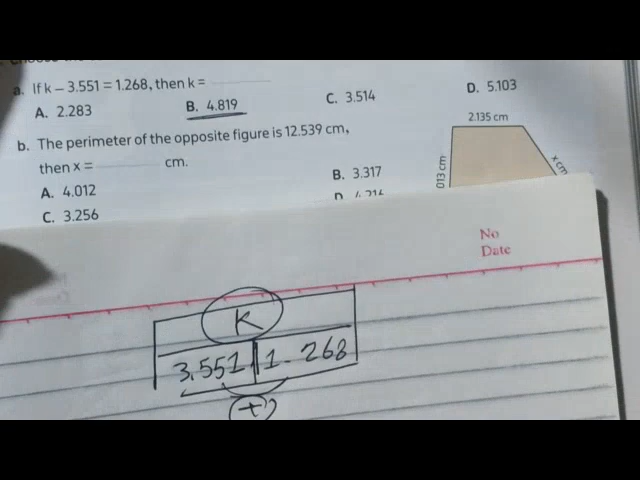 a. If k – 3.551 = 1.268, then k =
A. 2.283
B. 4.819
C. 3.514
D. 5.103
b. The perimeter of the opposite figure is 12.539 cm,
then x = cm.
A. 4.012
B. 3.317
C. 3.256
2.135 cm
x cm
No
Date
K
3.551 1.268
+